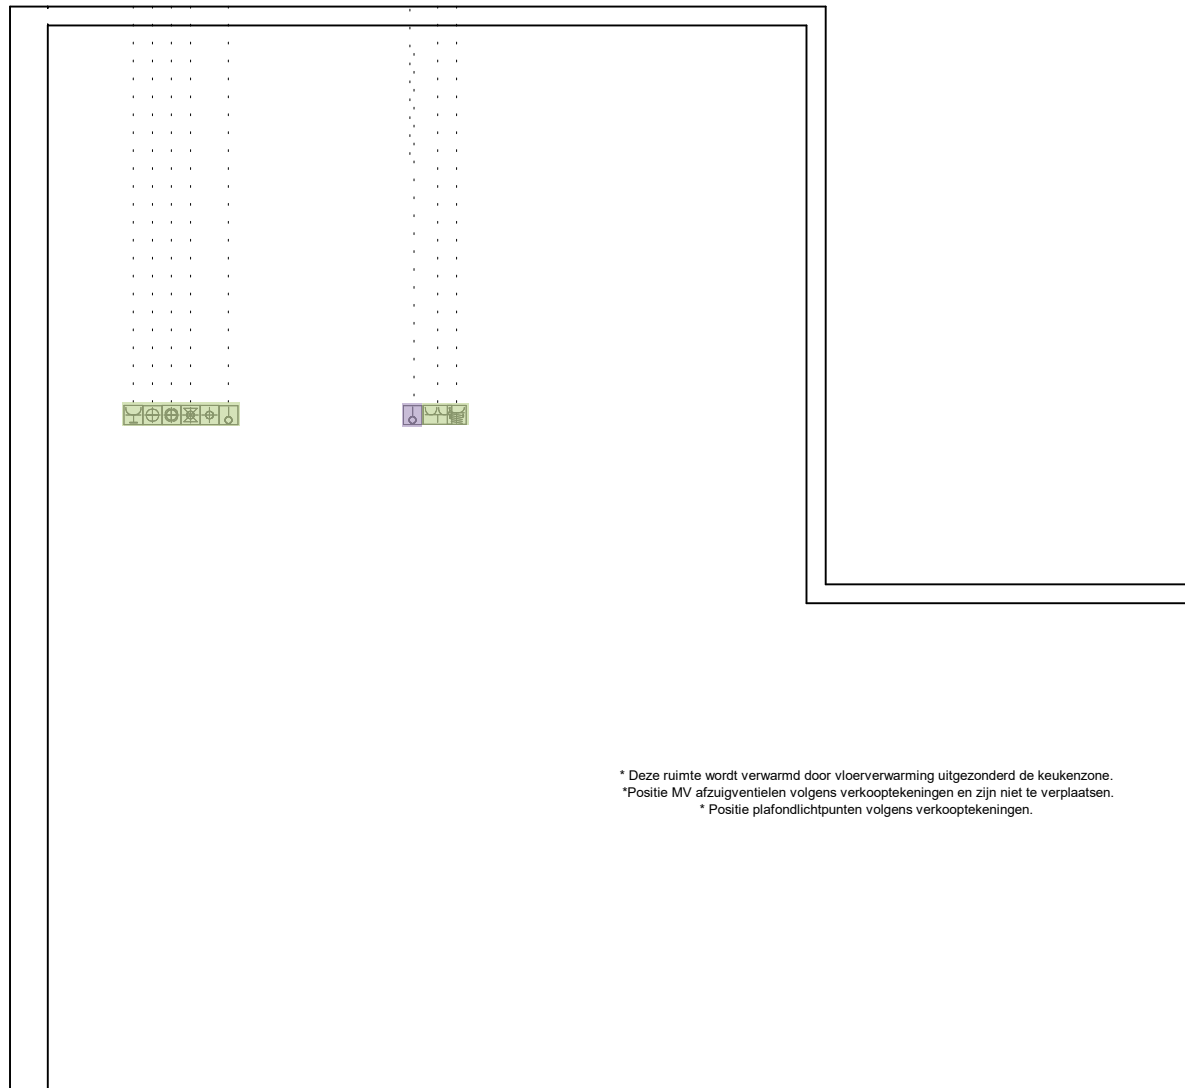 * Deze ruimte wordt verwarmd door vloerverwarming uitgezonderd de keukenzone.
*Positie MV afzuigventielen volgens verkooptekeningen en zijn niet te verplaatsen.
* Positie plafondlichtpunten volgens verkooptekeningen.